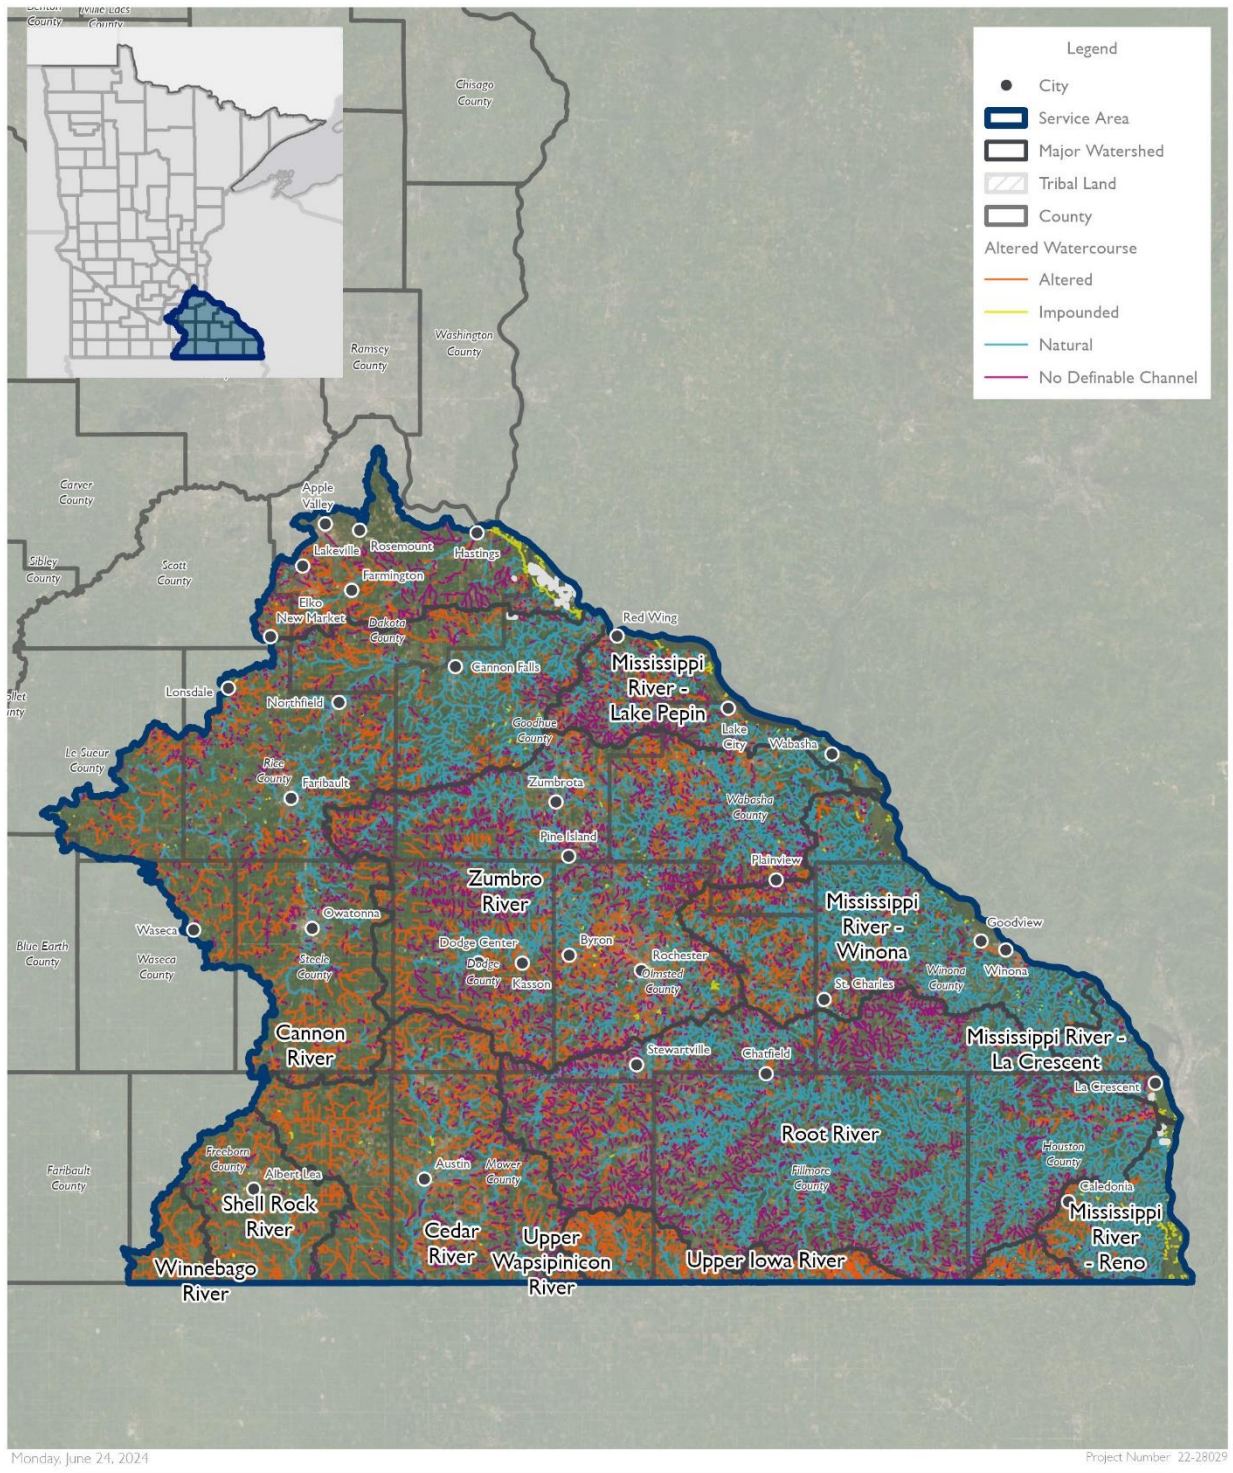 Benton
County
Mille Lacs
County
Chisago
County
Legend
City
Service Area
Major Watershed
Tribal Land
County
Altered Watercourse
Altered
Impounded
Natural
No Definable Channel
Washington
County
Ramsey
County
Carver
County
Sibley
County
Scott
County
Apple
Valley
Lakeville
Rosemount
Hastings
Farmington
Elko
New Market
Dakota
County
Red Wing
Cannon Falls
Mississippi
River -
Lake Pepin
Lonsdale
Northfield
Lake
City
Wabasha
Goodhue
County
Le Sueur
County
Rice
County
Faribault
Zumbrota
Wabasha
County
Pine Island
Plainview
Zumbro
River
Mississippi
River -
Winona
Owatonna
Waseca
Goodview
Winona
Blue Earth
County
Waseca
County
Steele
County
Dodge Center
Dodge
County
Kasson
Byron
Rochester
Olmsted
County
Winona
County
St. Charles
Cannon
River
Stewartville
Chatfield
Mississippi River -
La Crescent
La Crescent
Root River
Fillmore
County
Houston
County
Faribault
County
Freeborn
County
Albert Lea
Austin
Mower
County
Caledonia
Shell Rock
River
Cedar
River
Upper
Wapsipinicon
River
Upper Iowa River
Mississippi
River
- Reno
Winnebago
River
Monday, June 24, 2024
Project Number 22-28029